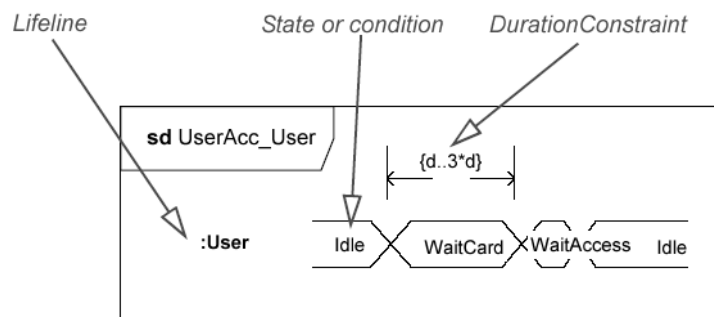 Lifeline State or condition DurationConstraint
sd UserAcc_User
{d..3*d}
:User Idle WaitCard WaitAccess Idle